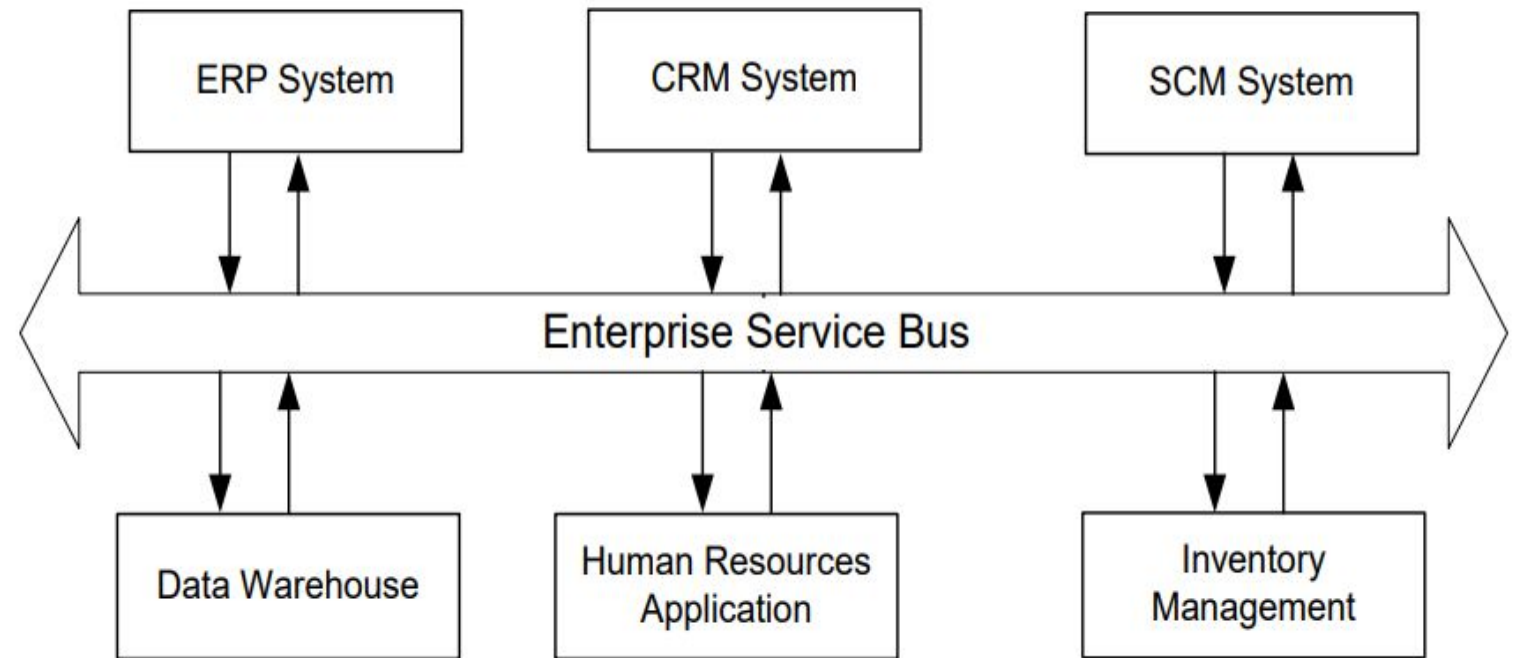 ERP System
CRM System
SCM System
Enterprise Service Bus
Data Warehouse
Human Resources
Application
Inventory
Management